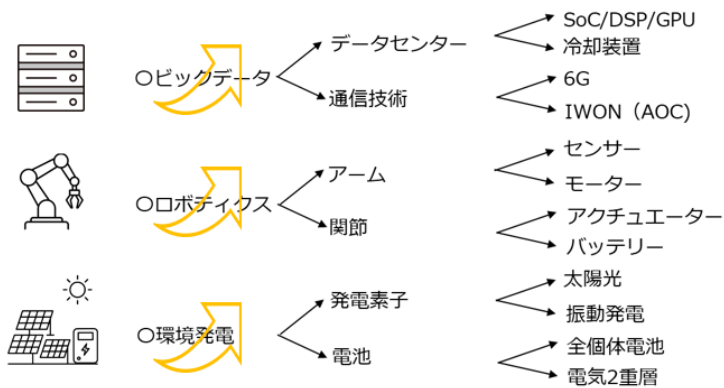 〇ビッグデータ
データセンター
通信技術
SoC/DSP/GPU
冷却装置
6G
IWON（AOC)
〇ロボティクス
アーム
関節
センサー
モーター
アクチュエーター
バッテリー
〇環境発電
発電素子
電池
太陽光
振動発電
全個体電池
電気2重層